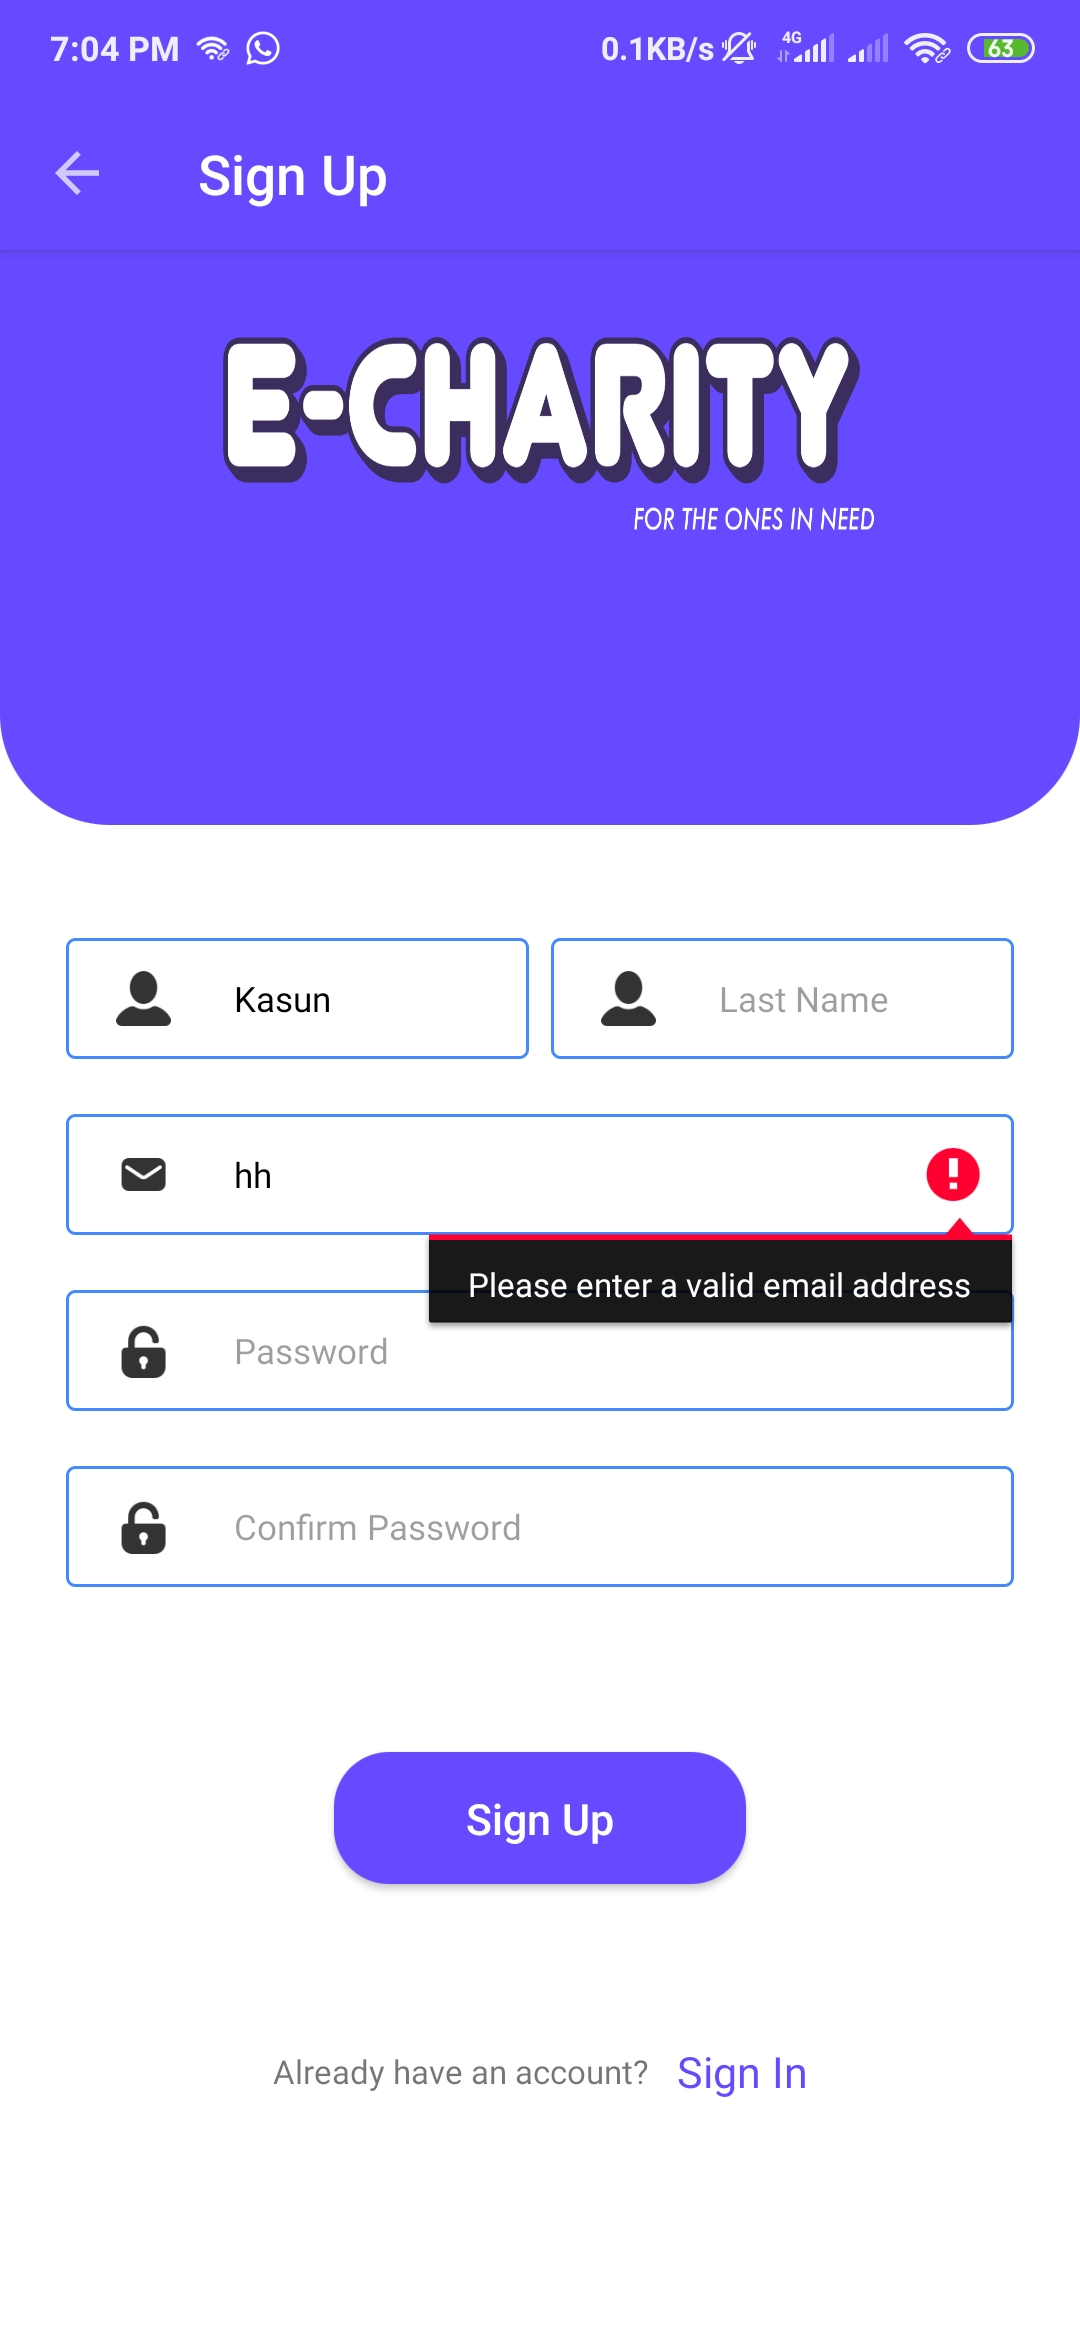 7:04 PM 0.1KB/s 4G 63
Sign Up
E-CHARITY
FOR THE ONES IN NEED
Kasun Last Name
hh
Please enter a valid email address
Password
Confirm Password
Sign Up
Already have an account? Sign In